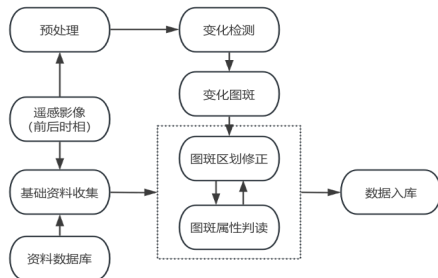 预处理
变化检测
变化图斑
遥感影像
(前后时相)
图斑区划修正
基础资料收集
数据入库
图斑属性判读
资料数据库